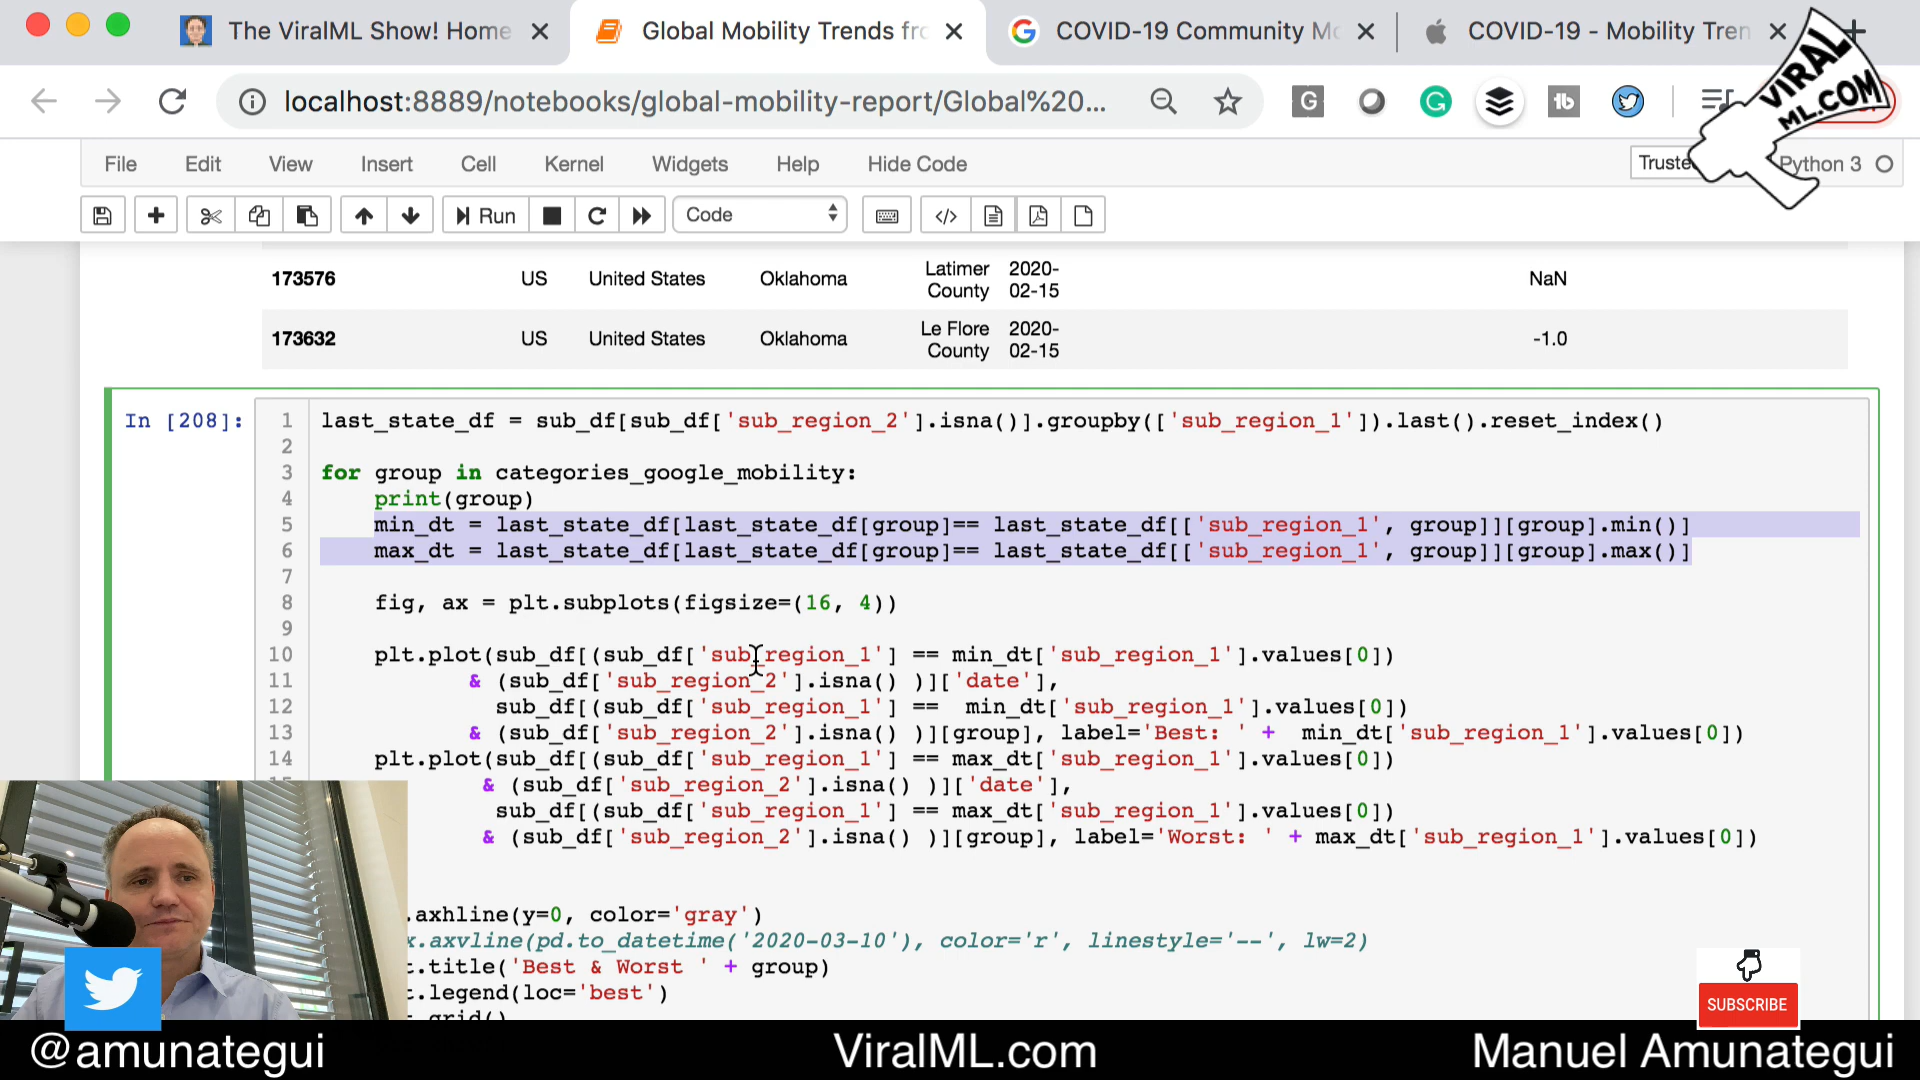 The ViralML Show! Home
Global Mobility Trends fr
COVID-19 Community M
COVID-19 - Mobility Tren
localhost:8889/notebooks/global-mobility-report/Global%20...
VIRAL
ML.COM
File Edit View Insert Cell Kernel Widgets Help Hide Code
Truste
Python 3
Run
Code
173576 US United States Oklahoma Latimer County 2020-02-15 NaN
173632 US United States Oklahoma Le Flore County 2020-02-15 -1.0
In [208]:
1 last_state_df = sub_df[sub_df['sub_region_2'].isna()].groupby(['sub_region_1']).last().reset_index()
2
3 for group in categories_google_mobility:
4 print(group)
5 min_dt = last_state_df[last_state_df[group]== last_state_df[['sub_region_1', group]][group].min()]
6 max_dt = last_state_df[last_state_df[group]== last_state_df[['sub_region_1', group]][group].max()]
7
8 fig, ax = plt.subplots(figsize=(16, 4))
9
10 plt.plot(sub_df[(sub_df['sub_region_1'] == min_dt['sub_region_1'].values[0])
11 & (sub_df['sub_region_2'].isna() )]['date'],
12 sub_df[(sub_df['sub_region_1'] == min_dt['sub_region_1'].values[0])
13 & (sub_df['sub_region_2'].isna() )][group], label='Best: ' + min_dt['sub_region_1'].values[0])
14 plt.plot(sub_df[(sub_df['sub_region_1'] == max_dt['sub_region_1'].values[0])
& (sub_df['sub_region_2'].isna() )]['date'],
sub_df[(sub_df['sub_region_1'] == max_dt['sub_region_1'].values[0])
& (sub_df['sub_region_2'].isna() )][group], label='Worst: ' + max_dt['sub_region_1'].values[0])
.axhline(y=0, color='gray')
x.axvline(pd.to_datetime('2020-03-10'), color='r', linestyle='--', lw=2)
t.title('Best & Worst ' + group)
t.legend(loc='best')
t.grid()
SUBSCRIBE
@amunategui
ViralML.com
Manuel Amunategui